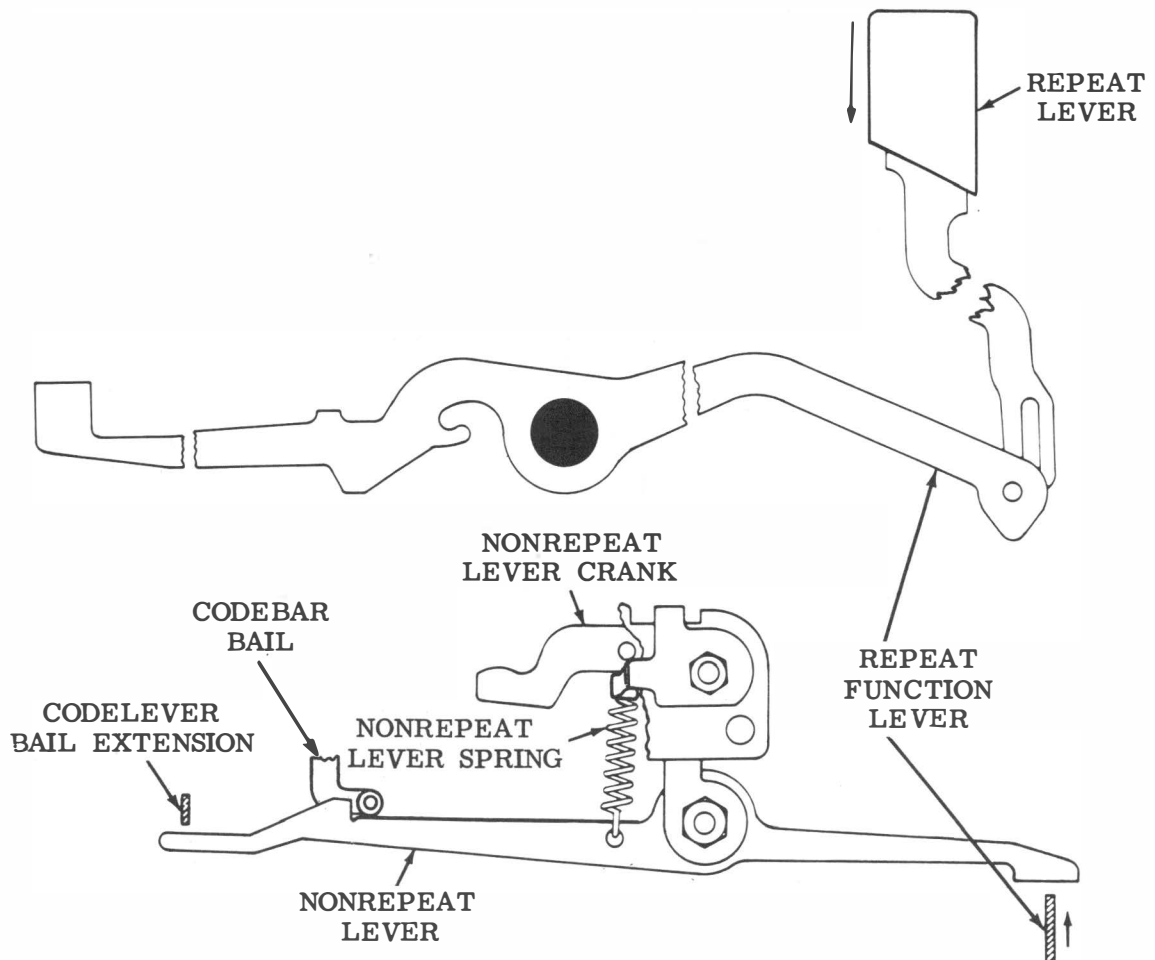 REPEAT
LEVER
NONREPEAT
LEVER CRANK
CODEBAR
BAIL
REPEAT
FUNCTION
LEVER
CODELEVER
BAIL EXTENSION
NONREPEAT
LEVER SPRING
NONREPEAT
LEVER